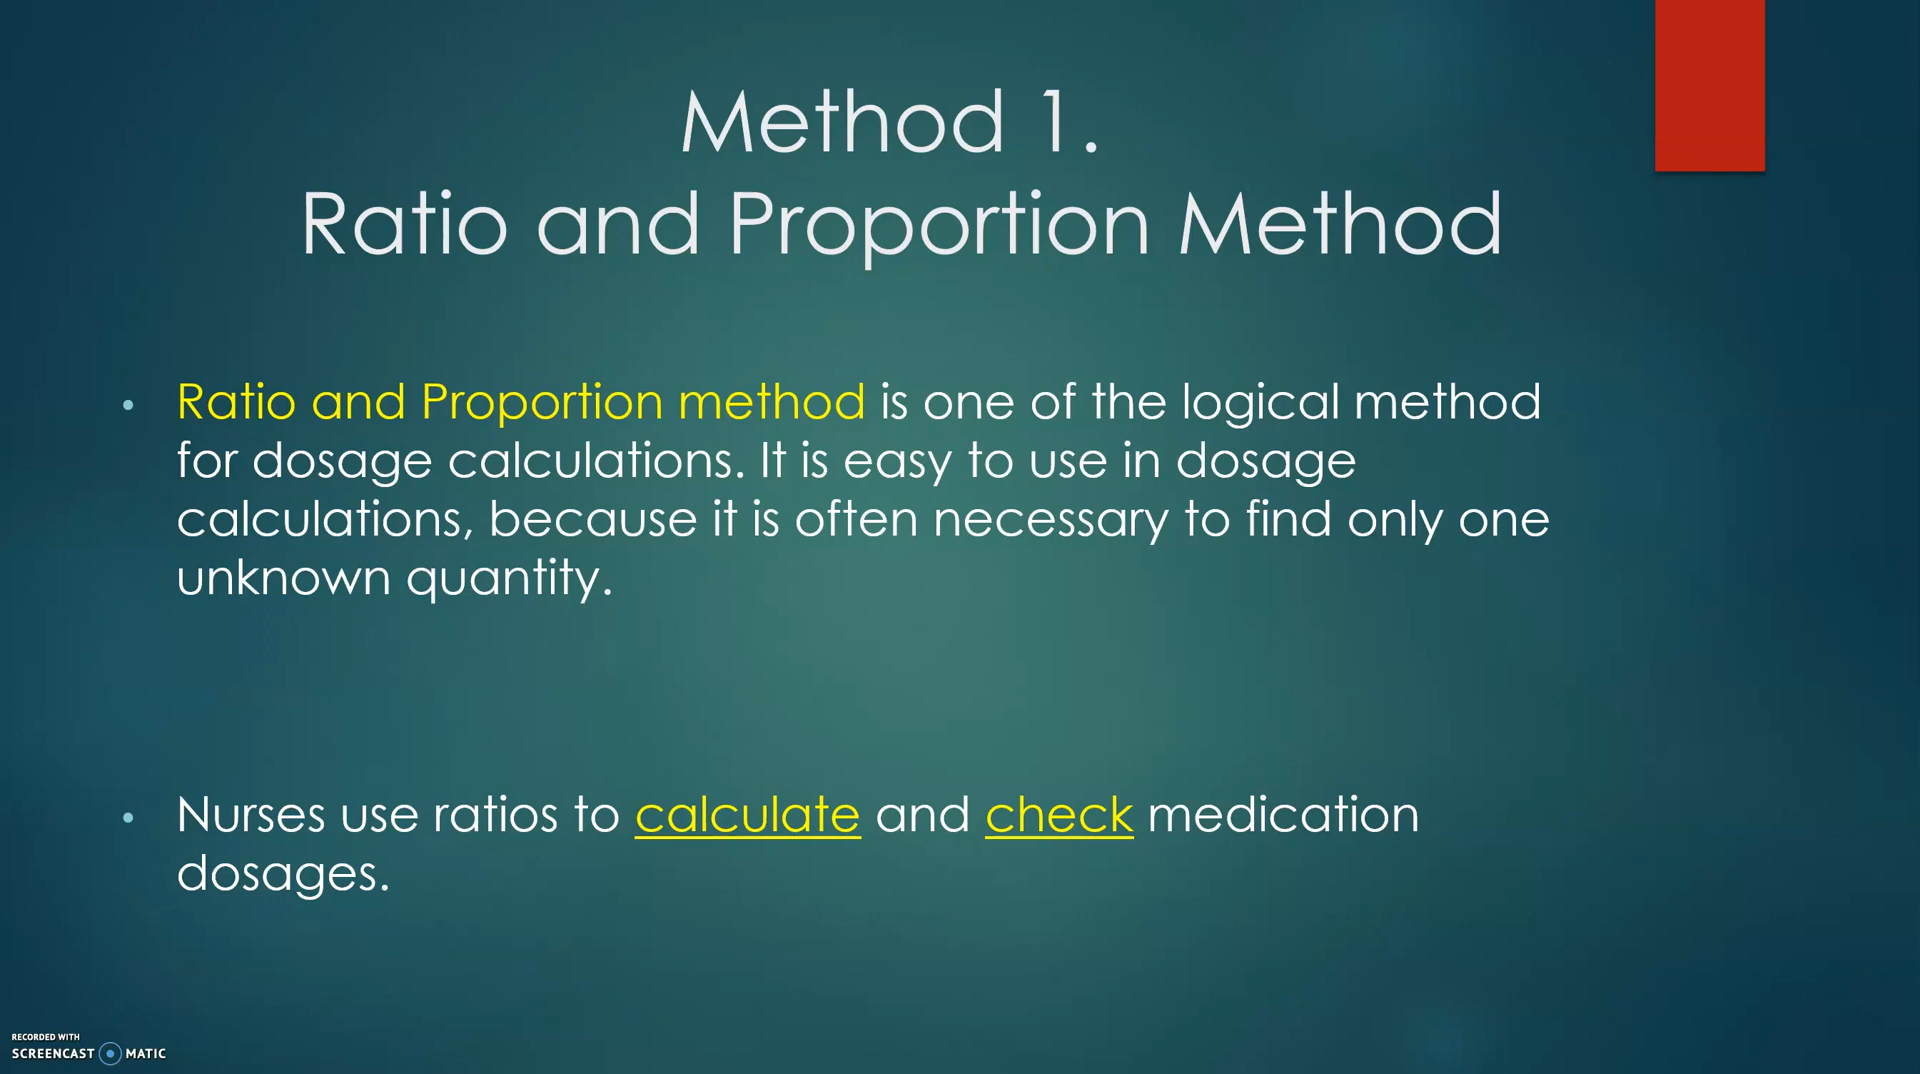 Method 1.
Ratio and Proportion Method
• Ratio and Proportion method is one of the logical method
for dosage calculations. It is easy to use in dosage
calculations, because it is often necessary to find only one
unknown quantity.
• Nurses use ratios to calculate and check medication
dosages.
RECORDED WITH
SCREENCAST MATIC